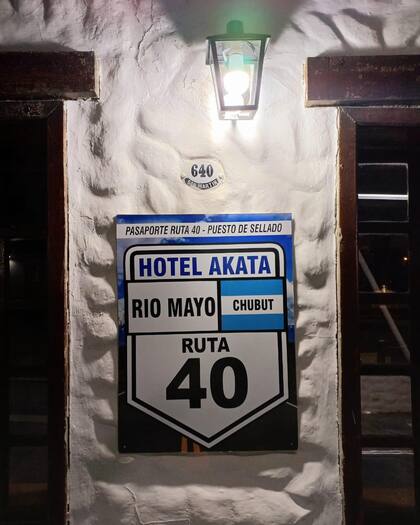 640
SAN MARTIN
PASAPORTE RUTA 40 - PUESTO DE SELLADO
HOTEL AKATA
RIO MAYO
CHUBUT
RUTA
40